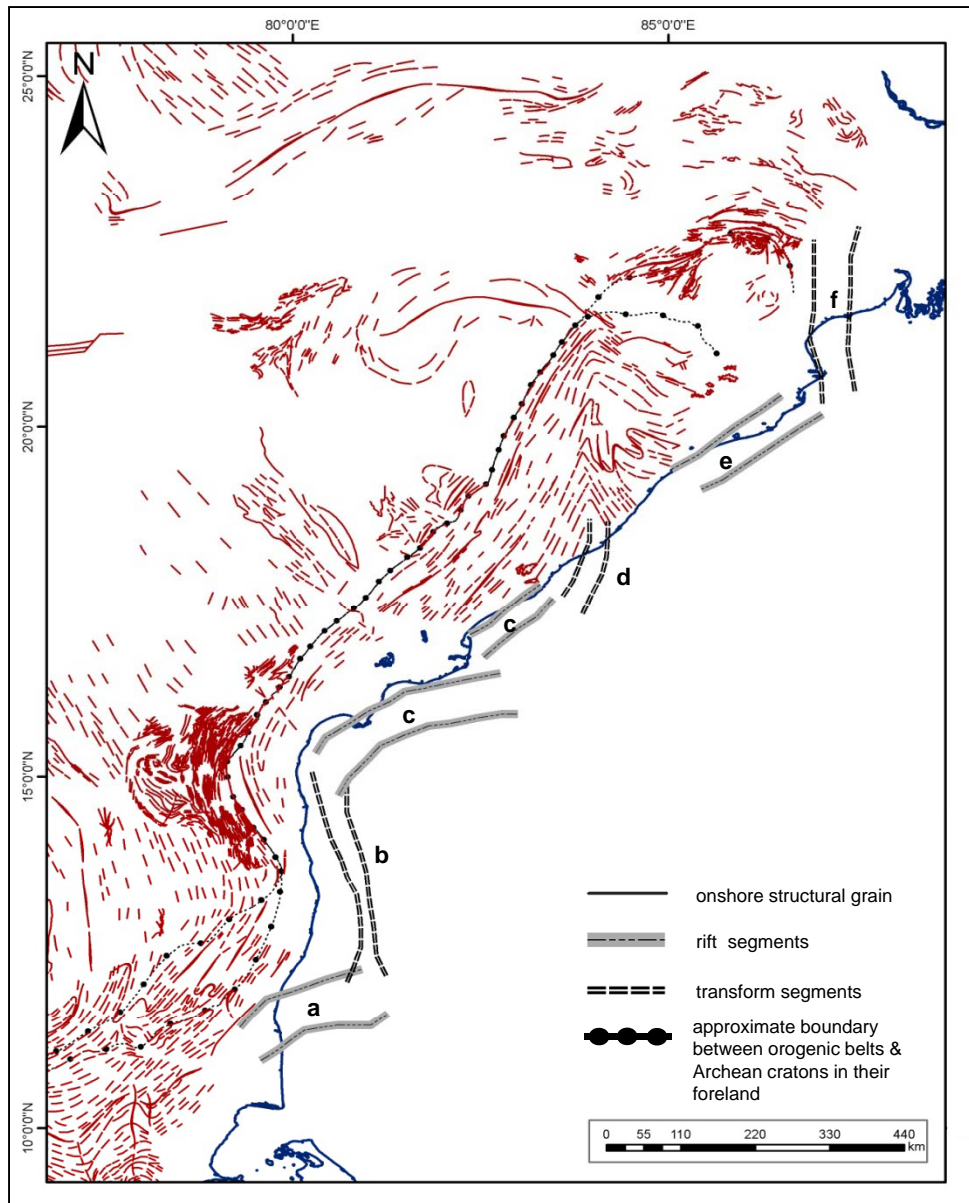 80°0'0"E 85°0'0"E
25°0'0"N
N
f
20°0'0"N
e
d
c
c
15°0'0"N
b
a
10°0'0"N
onshore structural grain
rift segments
transform segments
approximate boundary
between orogenic belts &
Archean cratons in their
foreland
0 55 110 220 330 440
km